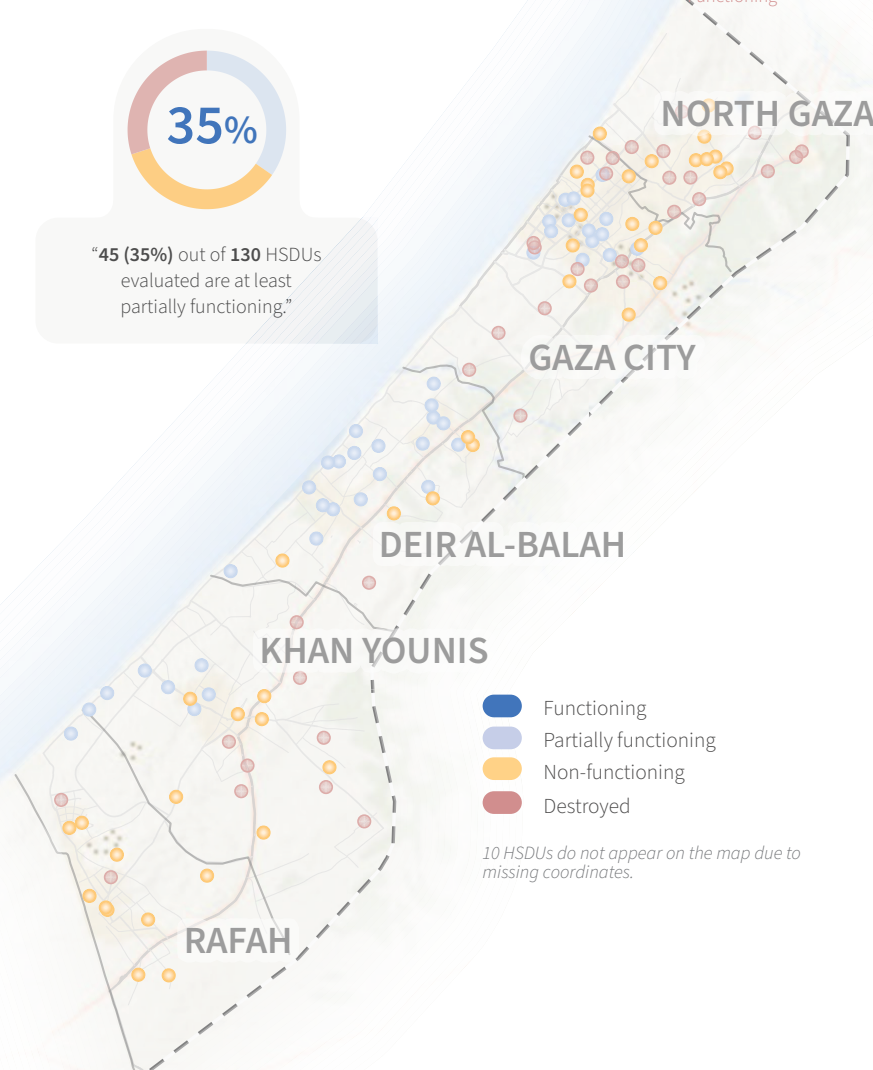 NORTH GAZA
35%
“45 (35%) out of 130 HSDUs
evaluated are at least
partially functioning.”
GAZA CITY
DEIR AL-BALAH
KHAN YOUNIS
Functioning
Partially functioning
Non-functioning
Destroyed
10 HSDUs do not appear on the map due to
missing coordinates.
RAFAH